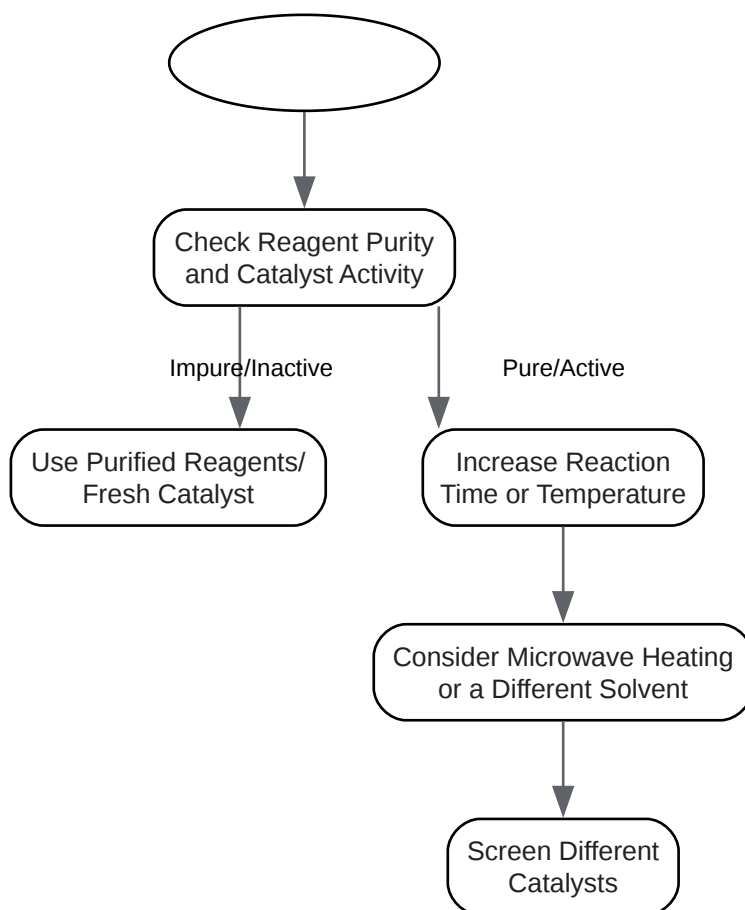 Check Reagent Purity
and Catalyst Activity
Impure/Inactive
Pure/Active
Use Purified Reagents/
Fresh Catalyst
Increase Reaction
Time or Temperature
Consider Microwave Heating
or a Different Solvent
Screen Different
Catalysts